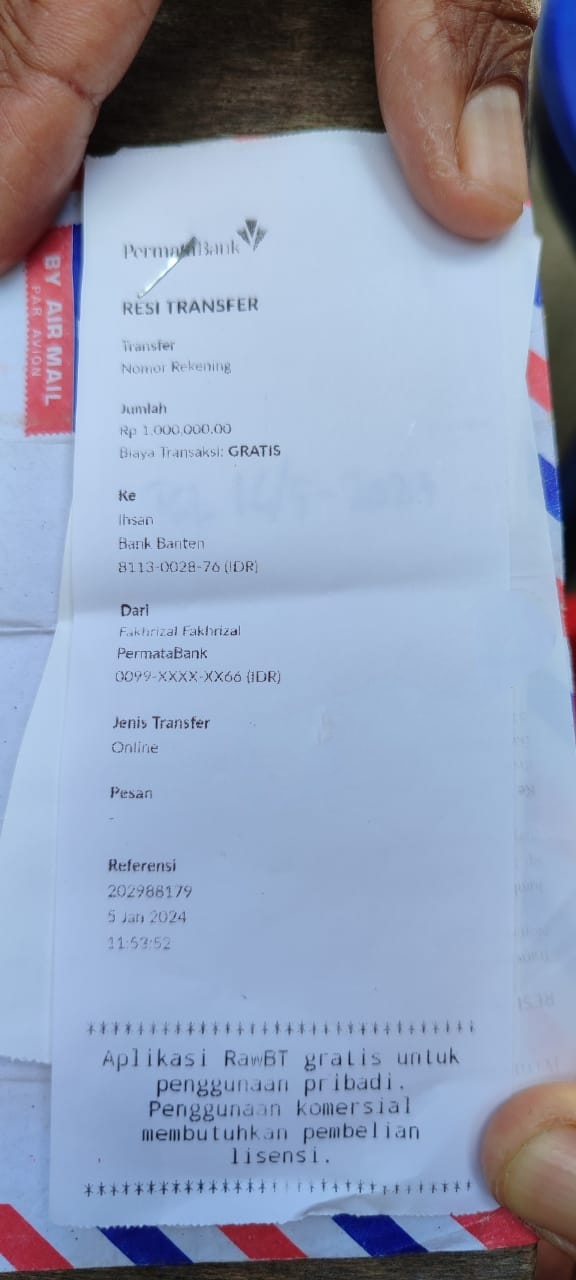 BY AIR MAIL
PAR AVION
PermataBank
RESI TRANSFER
Transfer
Nomor Rekening
Jumlah
Rp 1.000,000.00
Biaya Transaksi: GRATIS
Ke
Ihsan
Bank Banten
8113-0028-76 (IDR)
Dari
Fakhrizal Fakhrizal
PermataBank
0099-XXXX-XX66 (IDR)
Jenis Transfer
Online
Pesan
-
Referensi
202988179
5 Jan 2024
11:53:52
*********************************
Aplikasi RawBT gratis untuk
penggunaan pribadi.
Penggunaan komersial
membutuhkan pembelian
lisensi.
*********************************